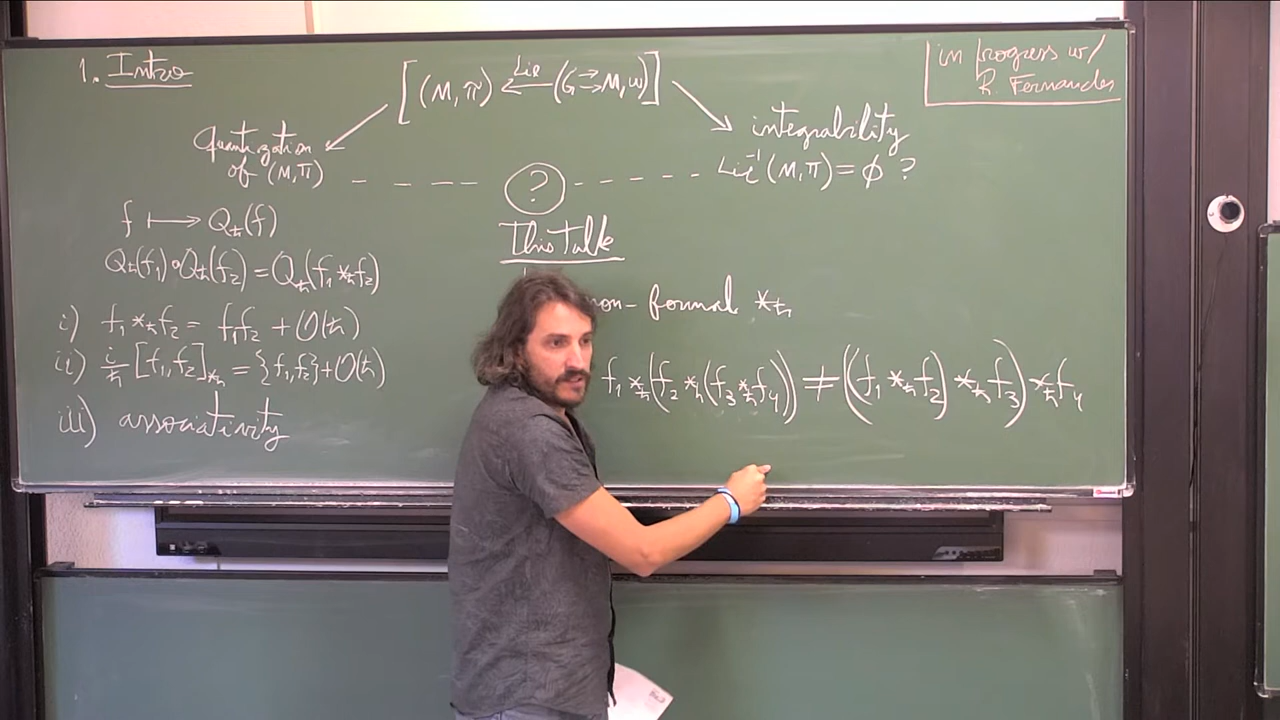 1. Intro
[(M,π) ←Lie— (G⇉M,ω)]
in progress w/
R. Fernandes
Quantization
of (M,π)
integrability
Lie⁻¹(M,π) = ∅ ?
?
This Talk
f ⟼ Qℏ(f)
Qℏ(f₁)∘Qℏ(f₂) = Qℏ(f₁ ⋆ℏ f₂)
i) f₁ ⋆ℏ f₂ = f₁f₂ + O(ℏ)
ii) i/ℏ [f₁,f₂]⋆ℏ = {f₁,f₂} + O(ℏ)
iii) associativity
non-formal ⋆ℏ
f₁ ⋆ℏ (f₂ ⋆ℏ (f₃ ⋆ℏ f₄)) ≠ ((f₁ ⋆ℏ f₂) ⋆ℏ f₃) ⋆ℏ f₄